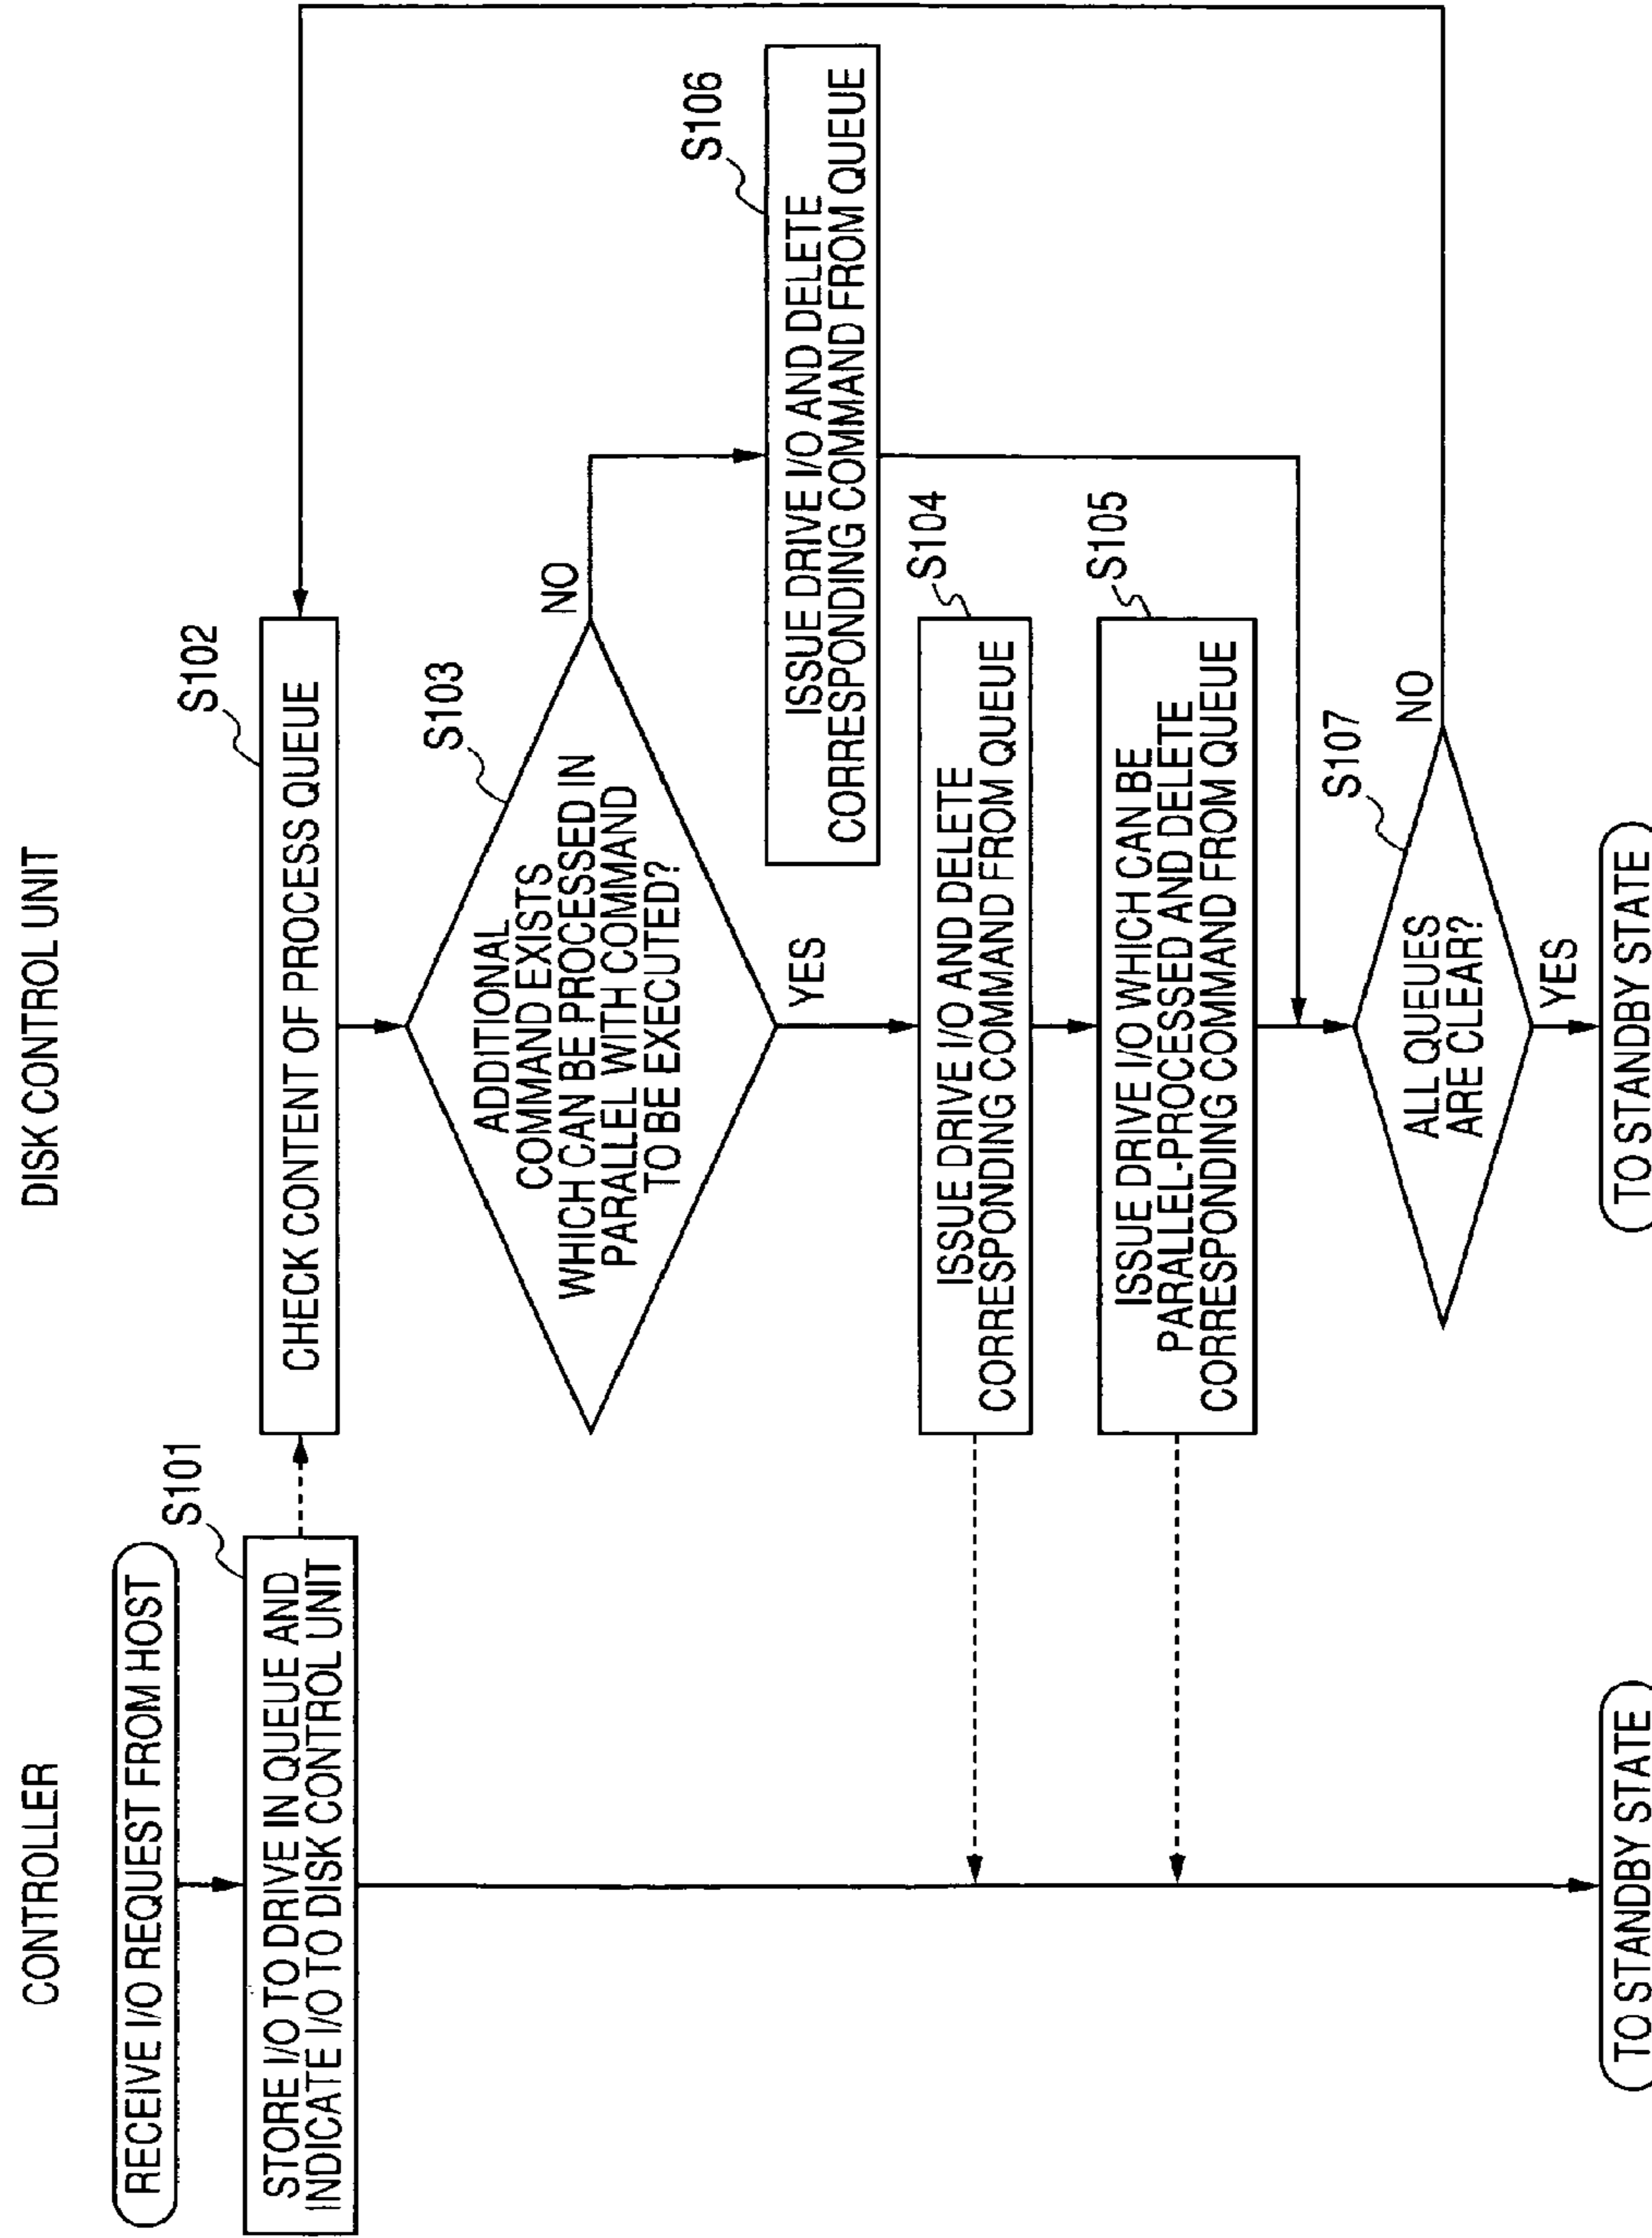 CONTROLLER
DISK CONTROL UNIT
RECEIVE I/O REQUEST FROM HOST
S101
STORE I/O TO DRIVE IN QUEUE AND
INDICATE I/O TO DISK CONTROL UNIT
S102
CHECK CONTENT OF PROCESS QUEUE
S103
ADDITIONAL
COMMAND EXISTS
WHICH CAN BE PROCESSED IN
PARALLEL WITH COMMAND
TO BE EXECUTED?
NO
YES
S106
ISSUE DRIVE I/O AND DELETE
CORRESPONDING COMMAND FROM QUEUE
S104
ISSUE DRIVE I/O AND DELETE
CORRESPONDING COMMAND FROM QUEUE
S105
ISSUE DRIVE I/O WHICH CAN BE
PARALLEL-PROCESSED AND DELETE
CORRESPONDING COMMAND FROM QUEUE
S107
ALL QUEUES
ARE CLEAR?
NO
YES
TO STANDBY STATE
TO STANDBY STATE